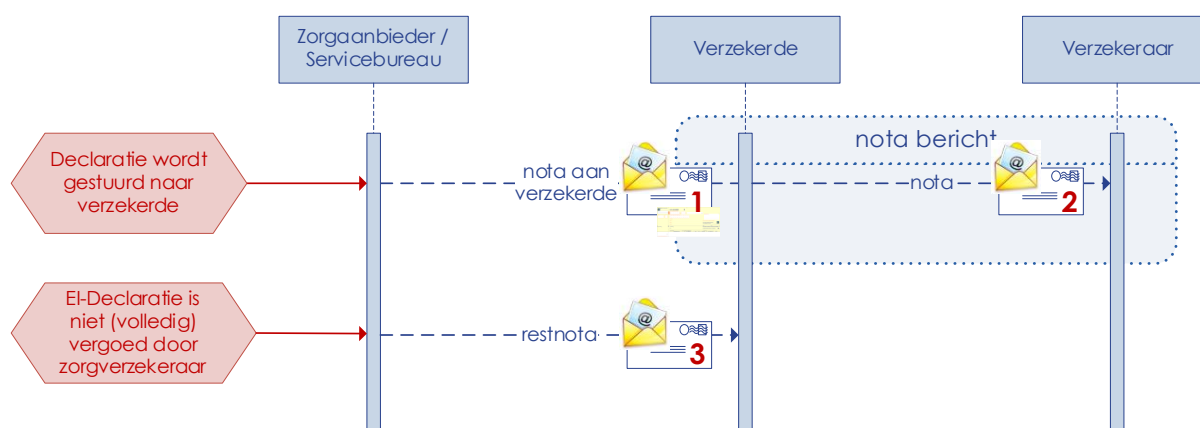 Zorgaanbieder /
Servicebureau
Verzekerde
Verzekeraar
nota bericht
Declaratie wordt
gestuurd naar
verzekerde
nota aan
verzekerde
@
1
nota
@
2
EI-Declaratie is
niet (volledig)
vergoed door
zorgverzekeraar
restnota
@
3